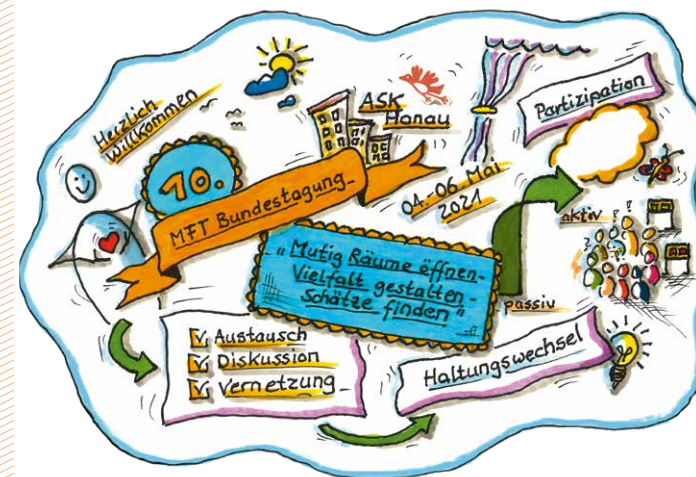 Herzlich
Willkommen
ASK
Hanau
Partizipation
10.
MFT Bundestagung
04.-06. Mai
2021
aktiv
"Mutig Räume öffnen-
Vielfalt gestalten-
Schätze finden"
passiv
Austausch
Diskussion
Vernetzung
Haltungswechsel